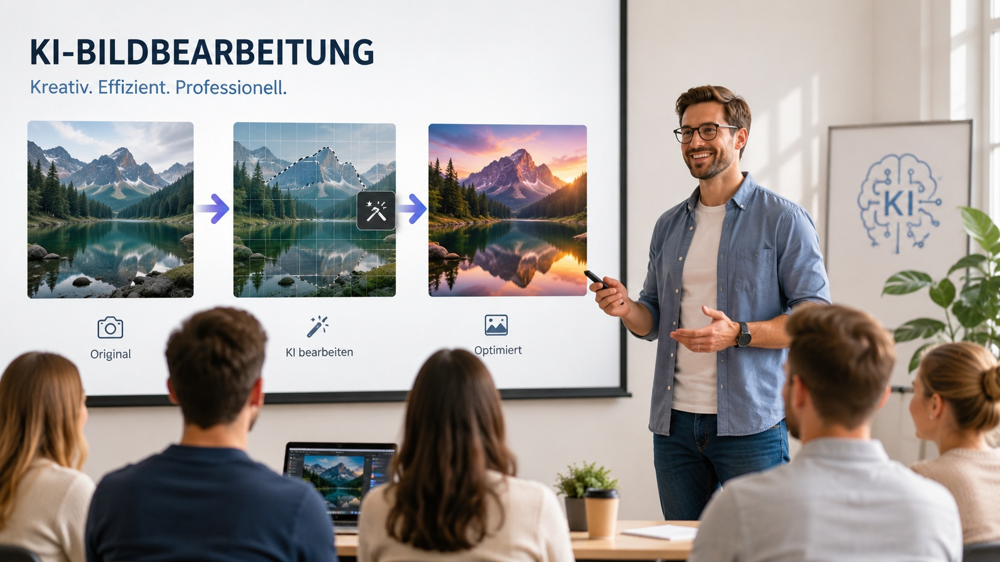 KI-BILDBEARBEITUNG
Kreativ. Effizient. Professionell.
Original
KI bearbeiten
Optimiert
KI